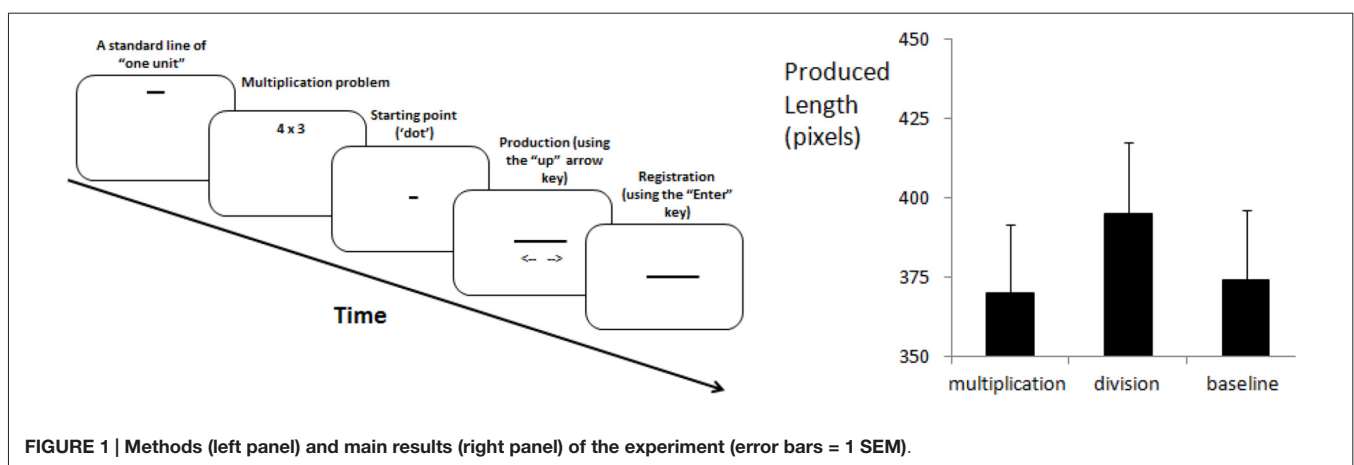 A standard line of
“one unit”
Multiplication problem
4 x 3
Starting point
(‘dot’)
Production (using
the “up” arrow
key)
<-- -->
Registration
(using the “Enter”
key)
Time
Produced
Length
(pixels)
450
425
400
375
350
multiplication division baseline
FIGURE 1 | Methods (left panel) and main results (right panel) of the experiment (error bars = 1 SEM).